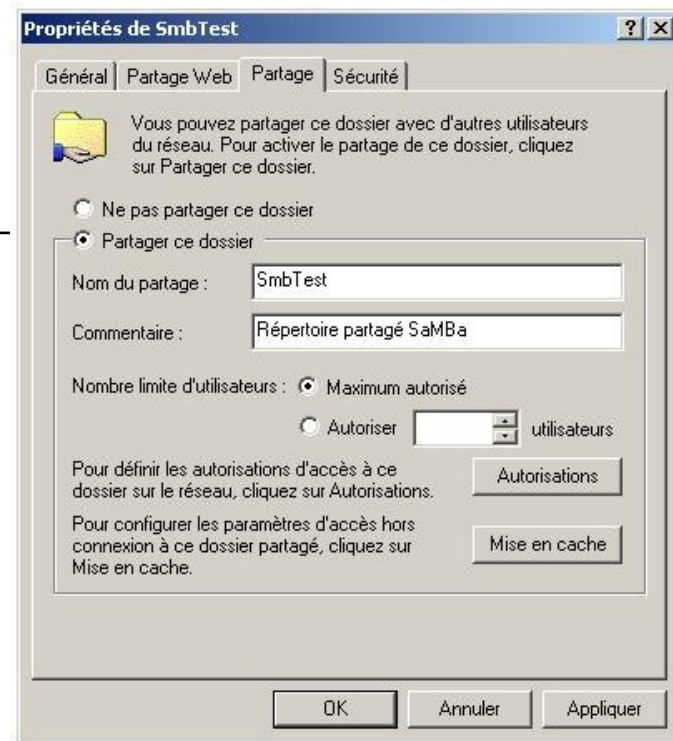 Propriétés de SmbTest
Général
Partage Web
Partage
Sécurité
Vous pouvez partager ce dossier avec d'autres utilisateurs
du réseau. Pour activer le partage de ce dossier, cliquez
sur Partager ce dossier.
Ne pas partager ce dossier
Partager ce dossier
Nom du partage :
SmbTest
Commentaire :
Répertoire partagé SaMBa
Nombre limite d'utilisateurs :
Maximum autorisé
Autoriser
utilisateurs
Pour définir les autorisations d'accès à ce
dossier sur le réseau, cliquez sur Autorisations.
Autorisations
Pour configurer les paramètres d'accès hors
connexion à ce dossier partagé, cliquez sur
Mise en cache.
Mise en cache
OK
Annuler
Appliquer